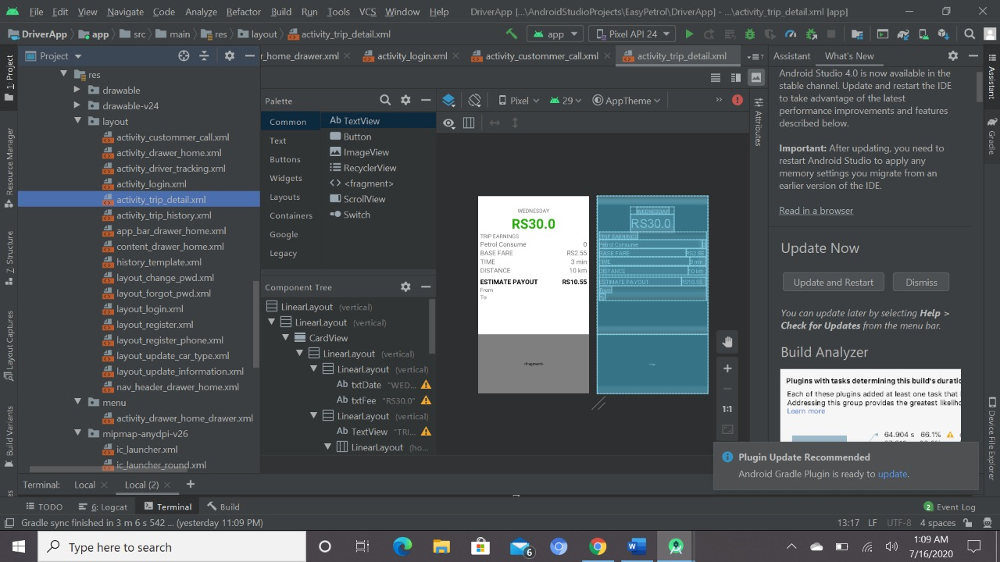 File Edit View Navigate Code Analyze Refactor Build Run Tools VCS Window Help DriverApp [...\AndroidStudioProjects\EasyPetrol\DriverApp] - ...\activity_trip_detail.xml [app]
DriverApp app src main res layout activity_trip_detail.xml app Pixel API 24
Project
r_home_drawer.xml activity_login.xml activity_custommer_call.xml activity_trip_detail.xml
Assistant What's New
1: Project
Resource Manager
2: Structure
Layout Captures
Build Variants
res
drawable
drawable-v24
layout
activity_custommer_call.xml
activity_drawer_home.xml
activity_driver_tracking.xml
activity_login.xml
activity_trip_detail.xml
activity_trip_history.xml
app_bar_drawer_home.xml
content_drawer_home.xml
history_template.xml
layout_change_pwd.xml
layout_forgot_pwd.xml
layout_login.xml
layout_register.xml
layout_register_phone.xml
layout_update_car_type.xml
layout_update_information.xml
nav_header_drawer_home.xml
menu
activity_drawer_home_drawer.xml
mipmap-anydpi-v26
ic_launcher.xml
ic_launcher_round.xml
Palette
Common
Text
Buttons
Widgets
Layouts
Containers
Google
Legacy
Ab TextView
Button
ImageView
RecyclerView
<fragment>
ScrollView
Switch
Component Tree
LinearLayout (vertical)
LinearLayout (vertical)
CardView
LinearLayout (vertical)
LinearLayout (vertical)
Ab txtDate "WED...
Ab txtFee "RS30.0"
LinearLayout (vertical)
Ab TextView "TRI...
LinearLayout (ho...
Pixel 29 AppTheme
Attributes
WEDNESDAY
RS30.0
TRIP EARNINGS
Petrol Consume 0
BASE FARE RS2.55
TIME 3 min
DISTANCE 10 km
ESTIMATE PAYOUT RS10.55
From
To
<fragment>
WEDNESDAY
RS30.0
TRIP EARNINGS
Petrol Consume 0
BASE FARE RS2.55
TIME 3 min
DISTANCE 10 km
ESTIMATE PAYOUT RS10.55
From
To
1:1
Android Studio 4.0 is now available in the
stable channel. Update and restart the IDE
to take advantage of the latest
performance improvements and features
described below.
Important: After updating, you need to
restart Android Studio to apply any
memory settings you migrate from an
earlier version of the IDE.
Read in a browser
Update Now
Update and Restart Dismiss
You can update later by selecting Help >
Check for Updates from the menu bar.
Build Analyzer
Plugins with tasks determining this build's duratic
Each of these plugins added at least one task that
Addressing this group provides the greatest likelihc
Learn more
64.904 s 66.1%
Plugin Update Recommended
Android Gradle Plugin is ready to update.
Assistant
Gradle
Device File Explorer
Terminal: Local Local (2)
TODO 6: Logcat Terminal Build 2 Event Log
Gradle sync finished in 3 m 6 s 542 ... (yesterday 11:09 PM) 13:17 LF UTF-8 4 spaces
Type here to search 6 1:09 AM
7/16/2020